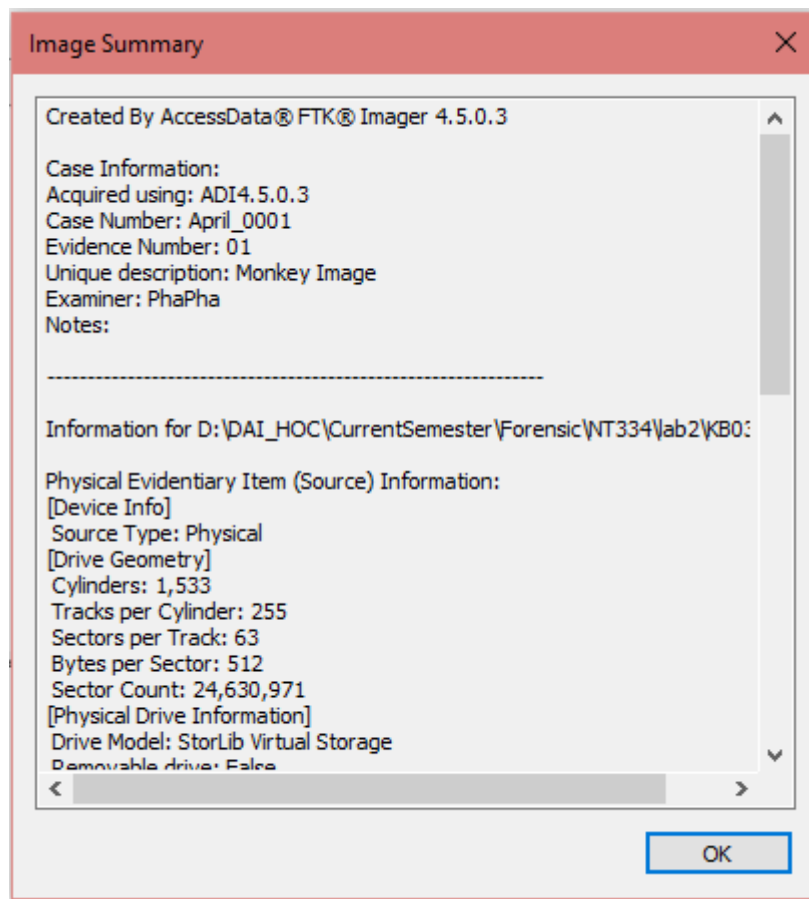 Image Summary
Created By AccessData® FTK® Imager 4.5.0.3
Case Information:
Acquired using: ADI4.5.0.3
Case Number: April_0001
Evidence Number: 01
Unique description: Monkey Image
Examiner: PhaPha
Notes:
--------------------------------------------------------------
Information for D:\DAI_HOC\CurrentSemester\Forensic\NT334\lab2\KB03
Physical Evidentiary Item (Source) Information:
[Device Info]
Source Type: Physical
[Drive Geometry]
Cylinders: 1,533
Tracks per Cylinder: 255
Sectors per Track: 63
Bytes per Sector: 512
Sector Count: 24,630,971
[Physical Drive Information]
Drive Model: StorLib Virtual Storage
Removable drive: False
OK